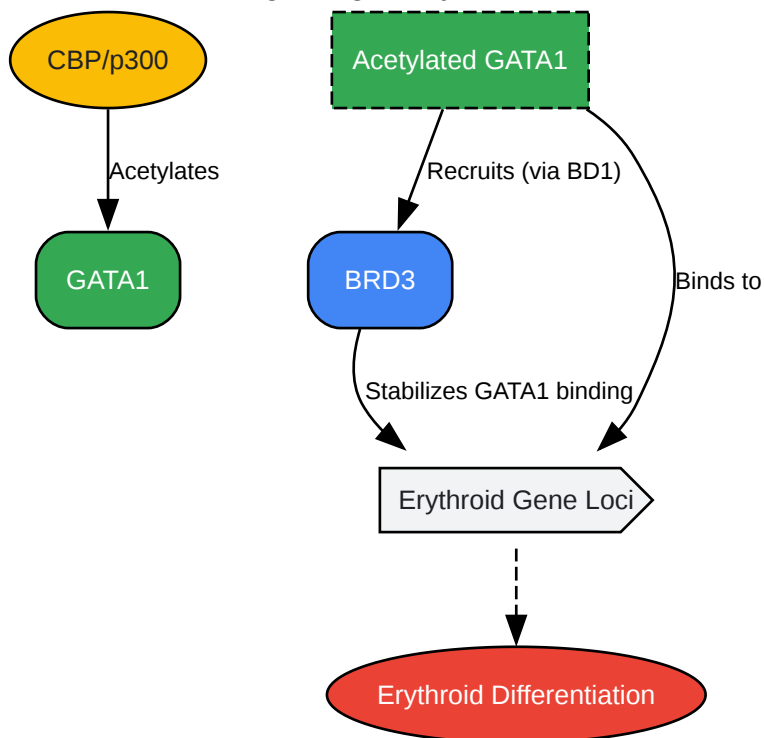 CBP/p300
Acetylated GATA1
Acetylates
Recruits (via BD1)
GATA1
BRD3
Binds to
Stabilizes GATA1 binding
Erythroid Gene Loci
Erythroid Differentiation